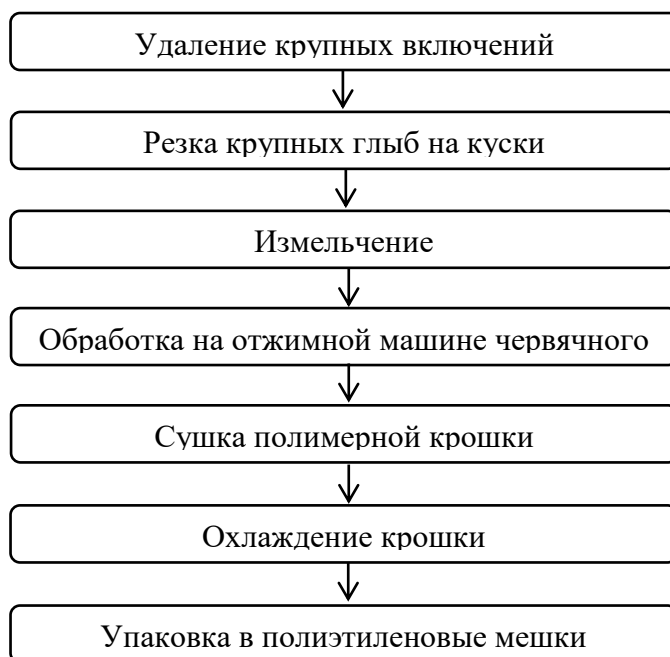 Удаление крупных включений
Резка крупных глыб на куски
Измельчение
Обработка на отжимной машине червячного
Сушка полимерной крошки
Охлаждение крошки
Упаковка в полиэтиленовые мешки